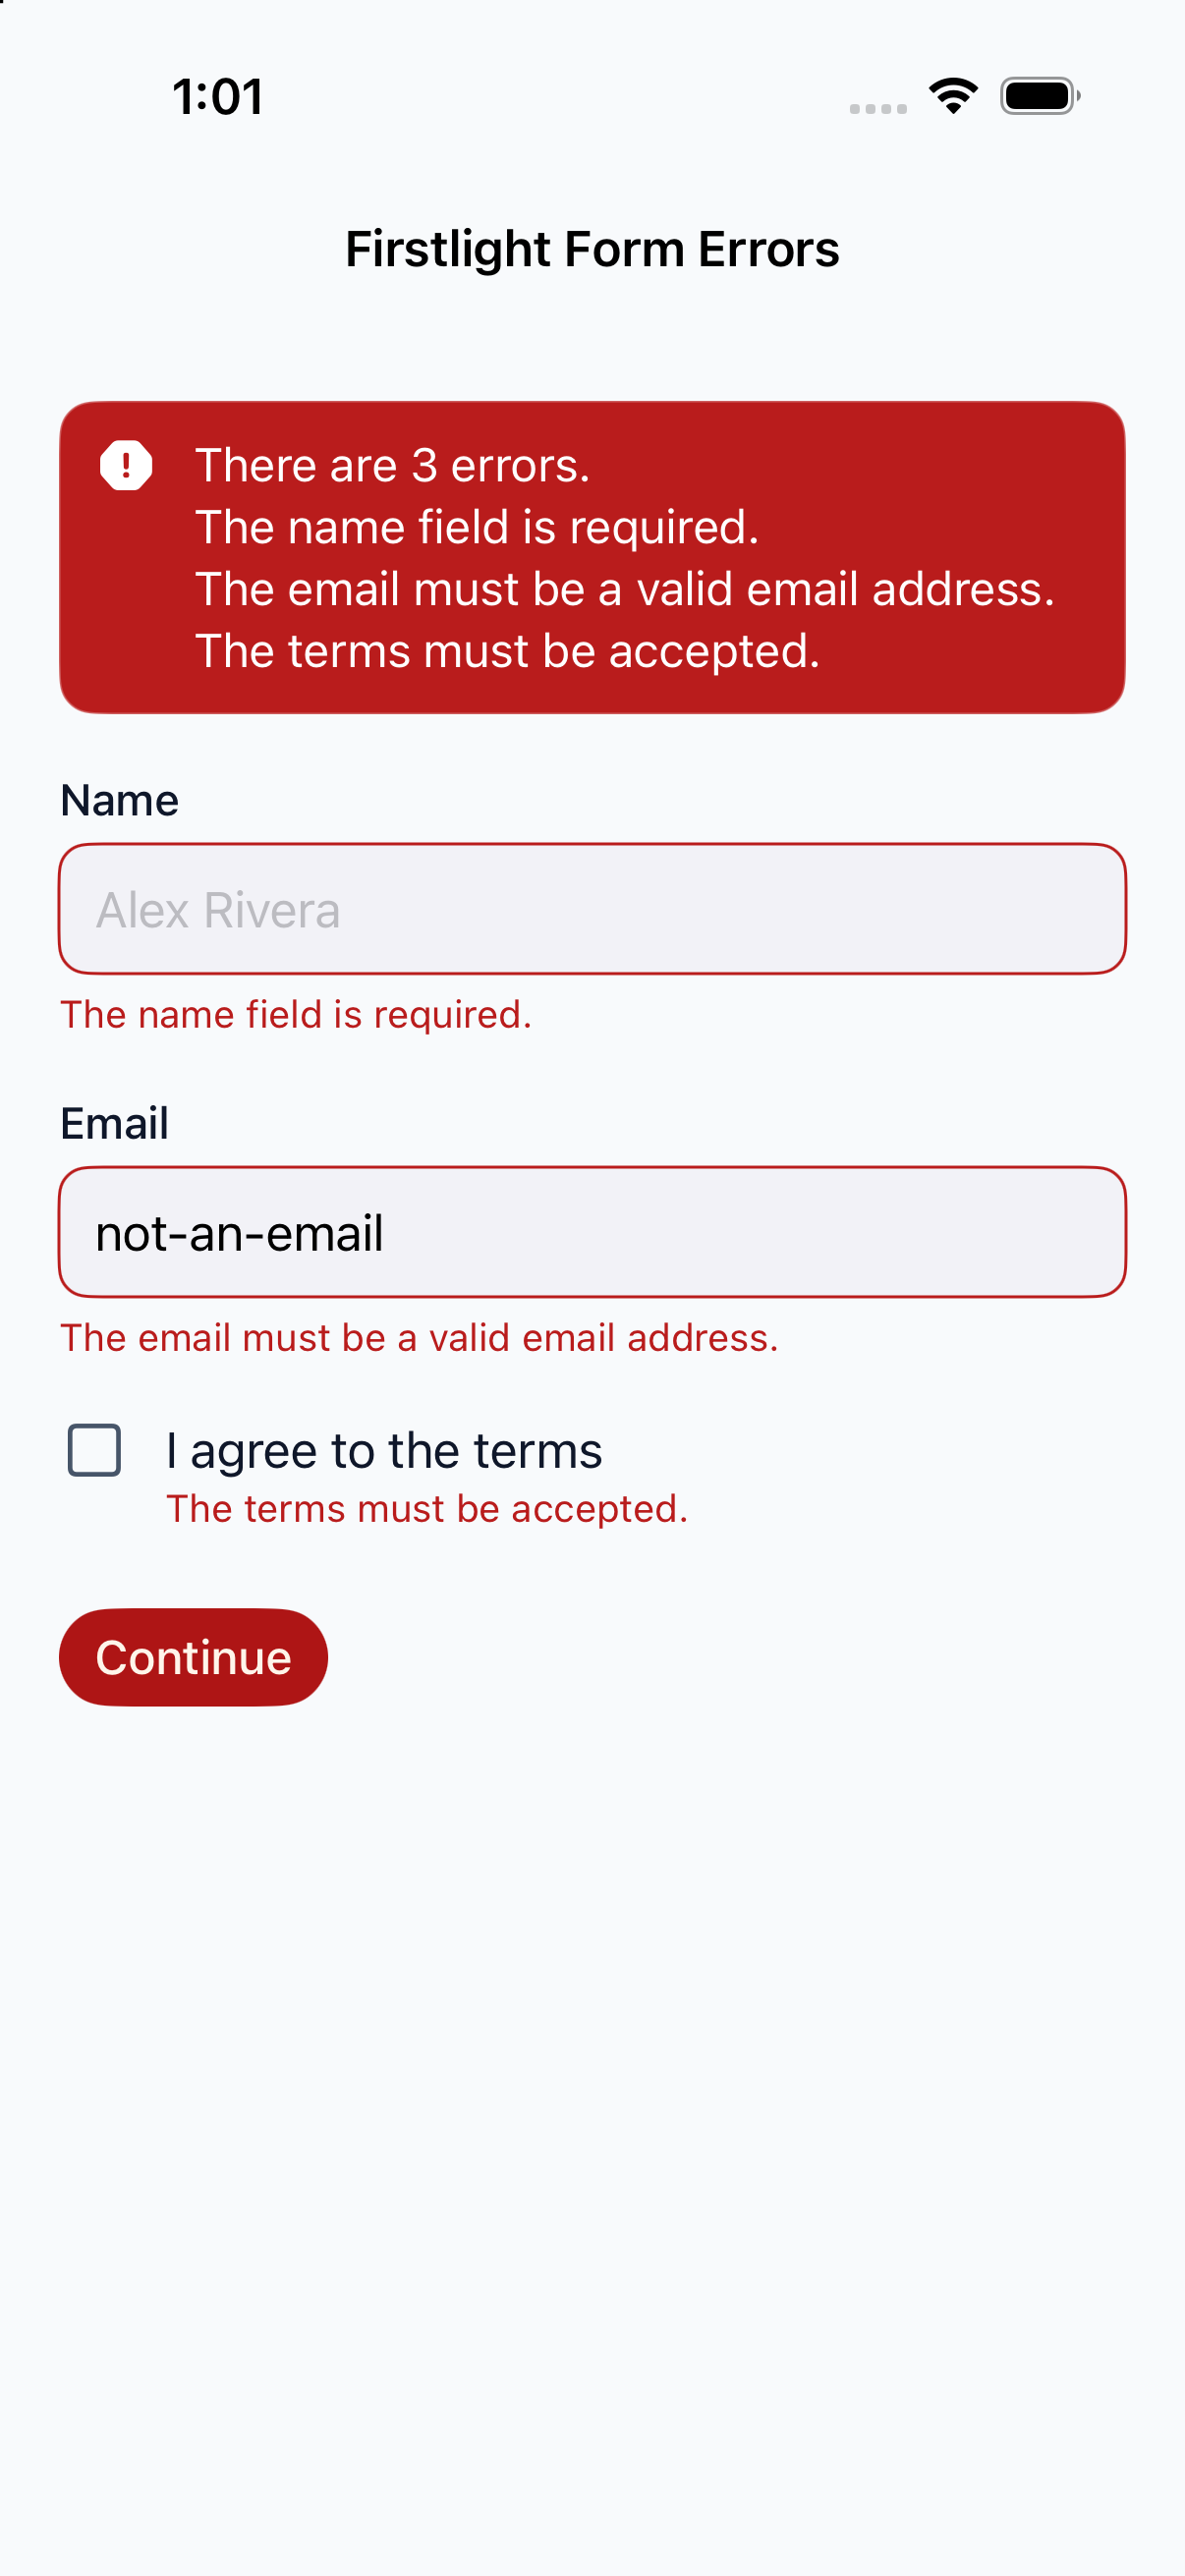 1:01
Firstlight Form Errors
There are 3 errors.
The name field is required.
The email must be a valid email address.
The terms must be accepted.
Name
Alex Rivera
The name field is required.
Email
not-an-email
The email must be a valid email address.
I agree to the terms
The terms must be accepted.
Continue